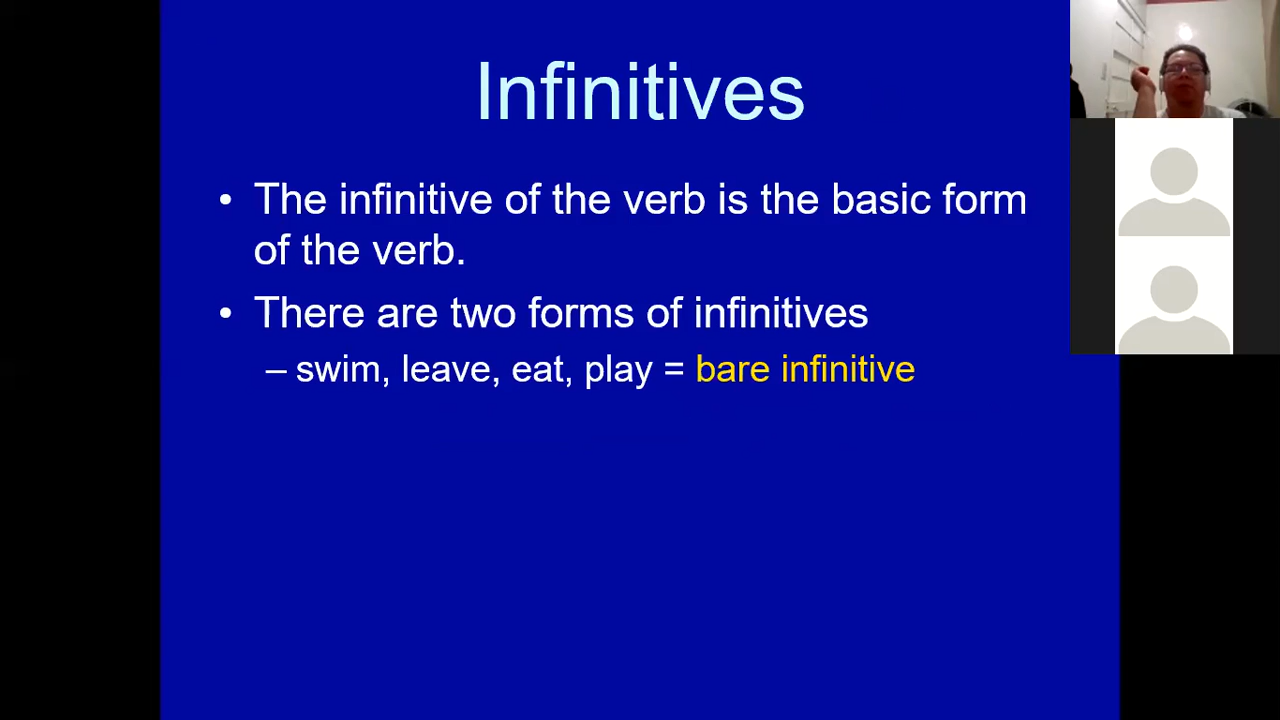 Infinitives
• The infinitive of the verb is the basic form
of the verb.
• There are two forms of infinitives
– swim, leave, eat, play = bare infinitive